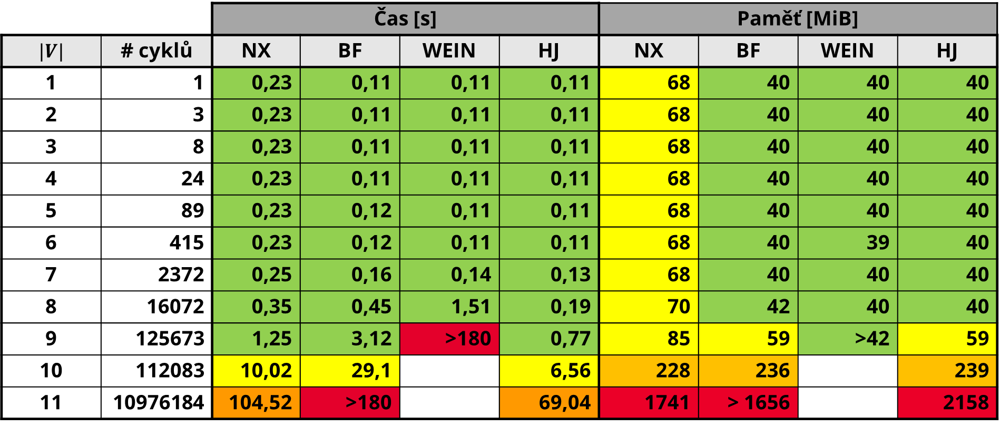 Čas [s] Paměť [MiB]
|V| # cyklů NX BF WEIN HJ NX BF WEIN HJ
1 1 0,23 0,11 0,11 0,11 68 40 40 40
2 3 0,23 0,11 0,11 0,11 68 40 40 40
3 8 0,23 0,11 0,11 0,11 68 40 40 40
4 24 0,23 0,11 0,11 0,11 68 40 40 40
5 89 0,23 0,12 0,11 0,11 68 40 40 40
6 415 0,23 0,12 0,11 0,11 68 40 39 40
7 2372 0,25 0,16 0,14 0,13 68 40 40 40
8 16072 0,35 0,45 1,51 0,19 70 42 40 40
9 125673 1,25 3,12 >180 0,77 85 59 >42 59
10 112083 10,02 29,1 6,56 228 236 239
11 10976184 104,52 >180 69,04 1741 > 1656 2158